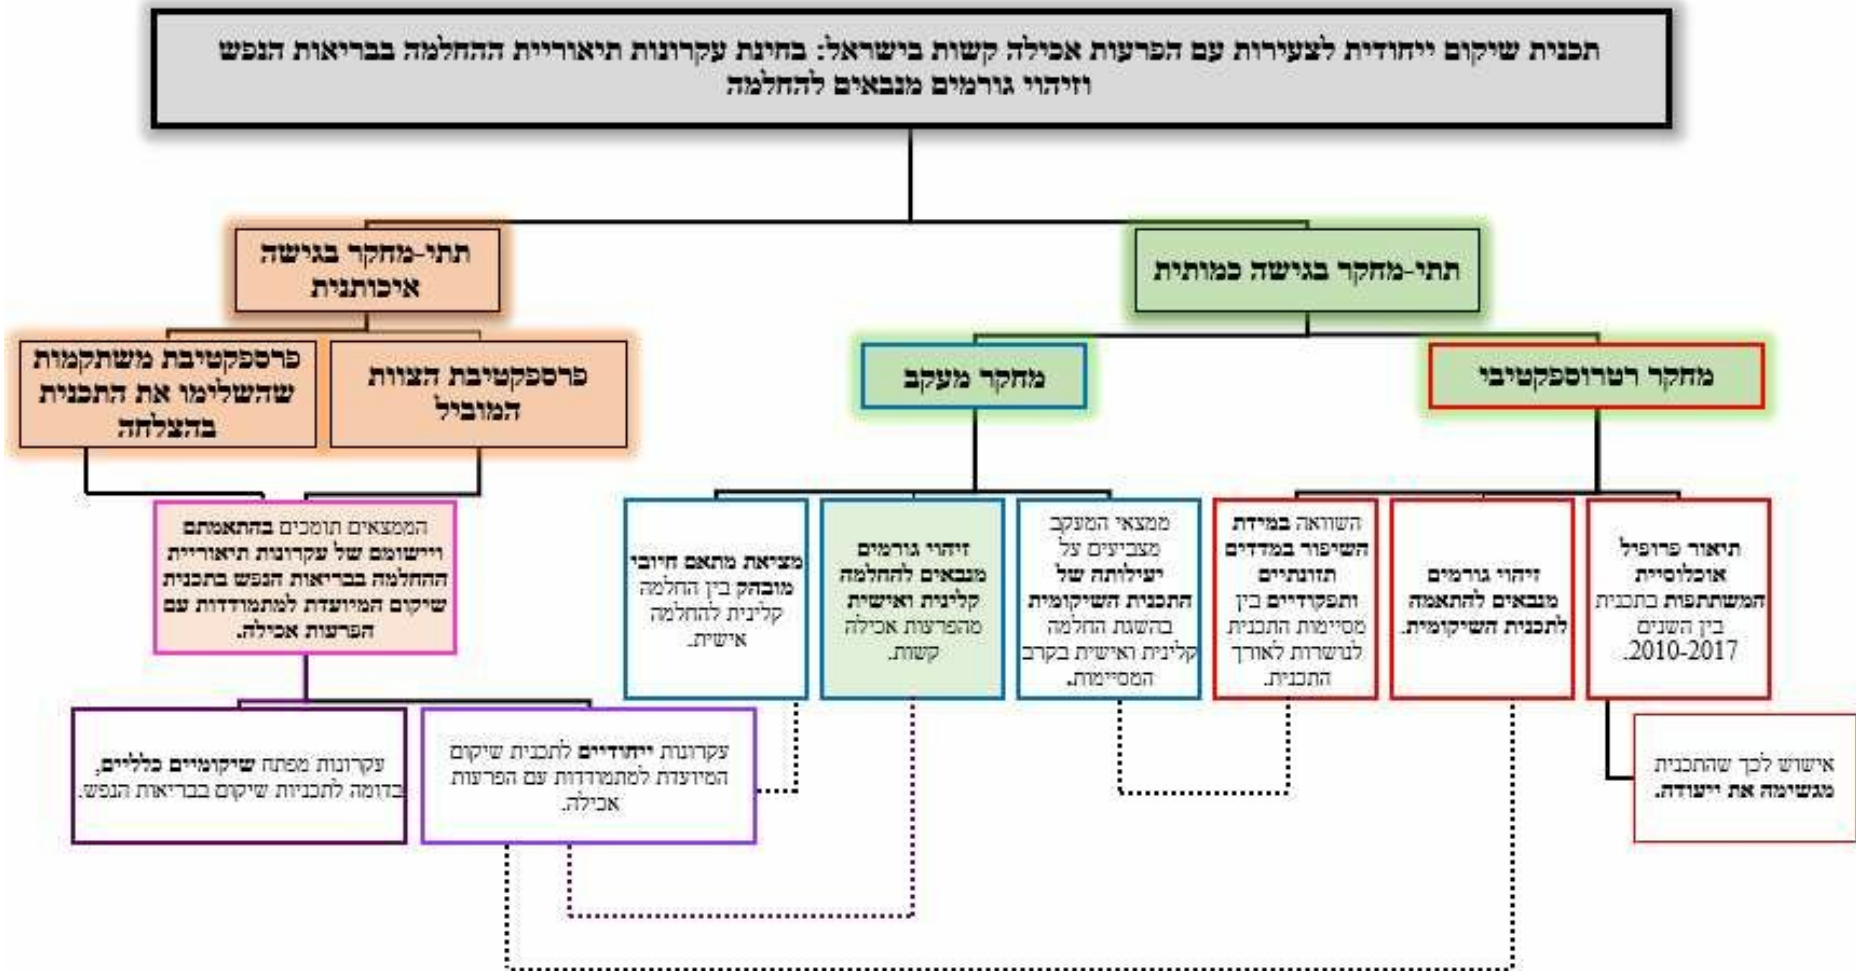 תכנית שיקום ייחודית לצעירות עם הפרעות אכילה קשות בישראל: בחינת עקרונות תיאוריית ההחלמה בבריאות הנפש
וזיהוי גורמים מנבאים להחלמה
תתי-מחקר בגישה כמותית
תתי-מחקר בגישה
איכותנית
מחקר רטרוספקטיבי
מחקר מעקב
פרספקטיבת הצוות
המוביל
פרספקטיבת משתקמות
שהשלימו את התכנית
בהצלחה
תיאור פרופיל
אוכלוסיית
המשתתפות בתכנית
בין השנים
2010-2017.
זיהוי גורמים
מנבאים להתאמה
לתכנית השיקומית.
השוואה במידת
השיפור במדדים
תזונתיים
ותפקודיים בין
מסיימות התכנית
לנושרות לאורך
התכנית.
ממצאי המעקב
מצביעים על
יעילותה של
התכנית השיקומית
בהשגת החלמה
קלינית ואישית בקרב
המסיימות.
זיהוי גורמים
מנבאים להחלמה
קלינית ואישית
מהפרעות אכילה
קשות.
מציאת מתאם חיובי
מובהק בין החלמה
קלינית להחלמה
אישית.
הממצאים תומכים בהתאמתם
ויישומם של עקרונות תיאוריית
ההחלמה בבריאות הנפש בתכנית
שיקום המיועדת למתמודדות עם
הפרעות אכילה.
אישוש לכך שהתכנית
מגשימה את ייעודה.
עקרונות ייחודיים לתכנית שיקום
המיועדת למתמודדות עם הפרעות
אכילה.
עקרונות מפתח שיקומיים כלליים,
בדומה לתכניות שיקום בבריאות הנפש.